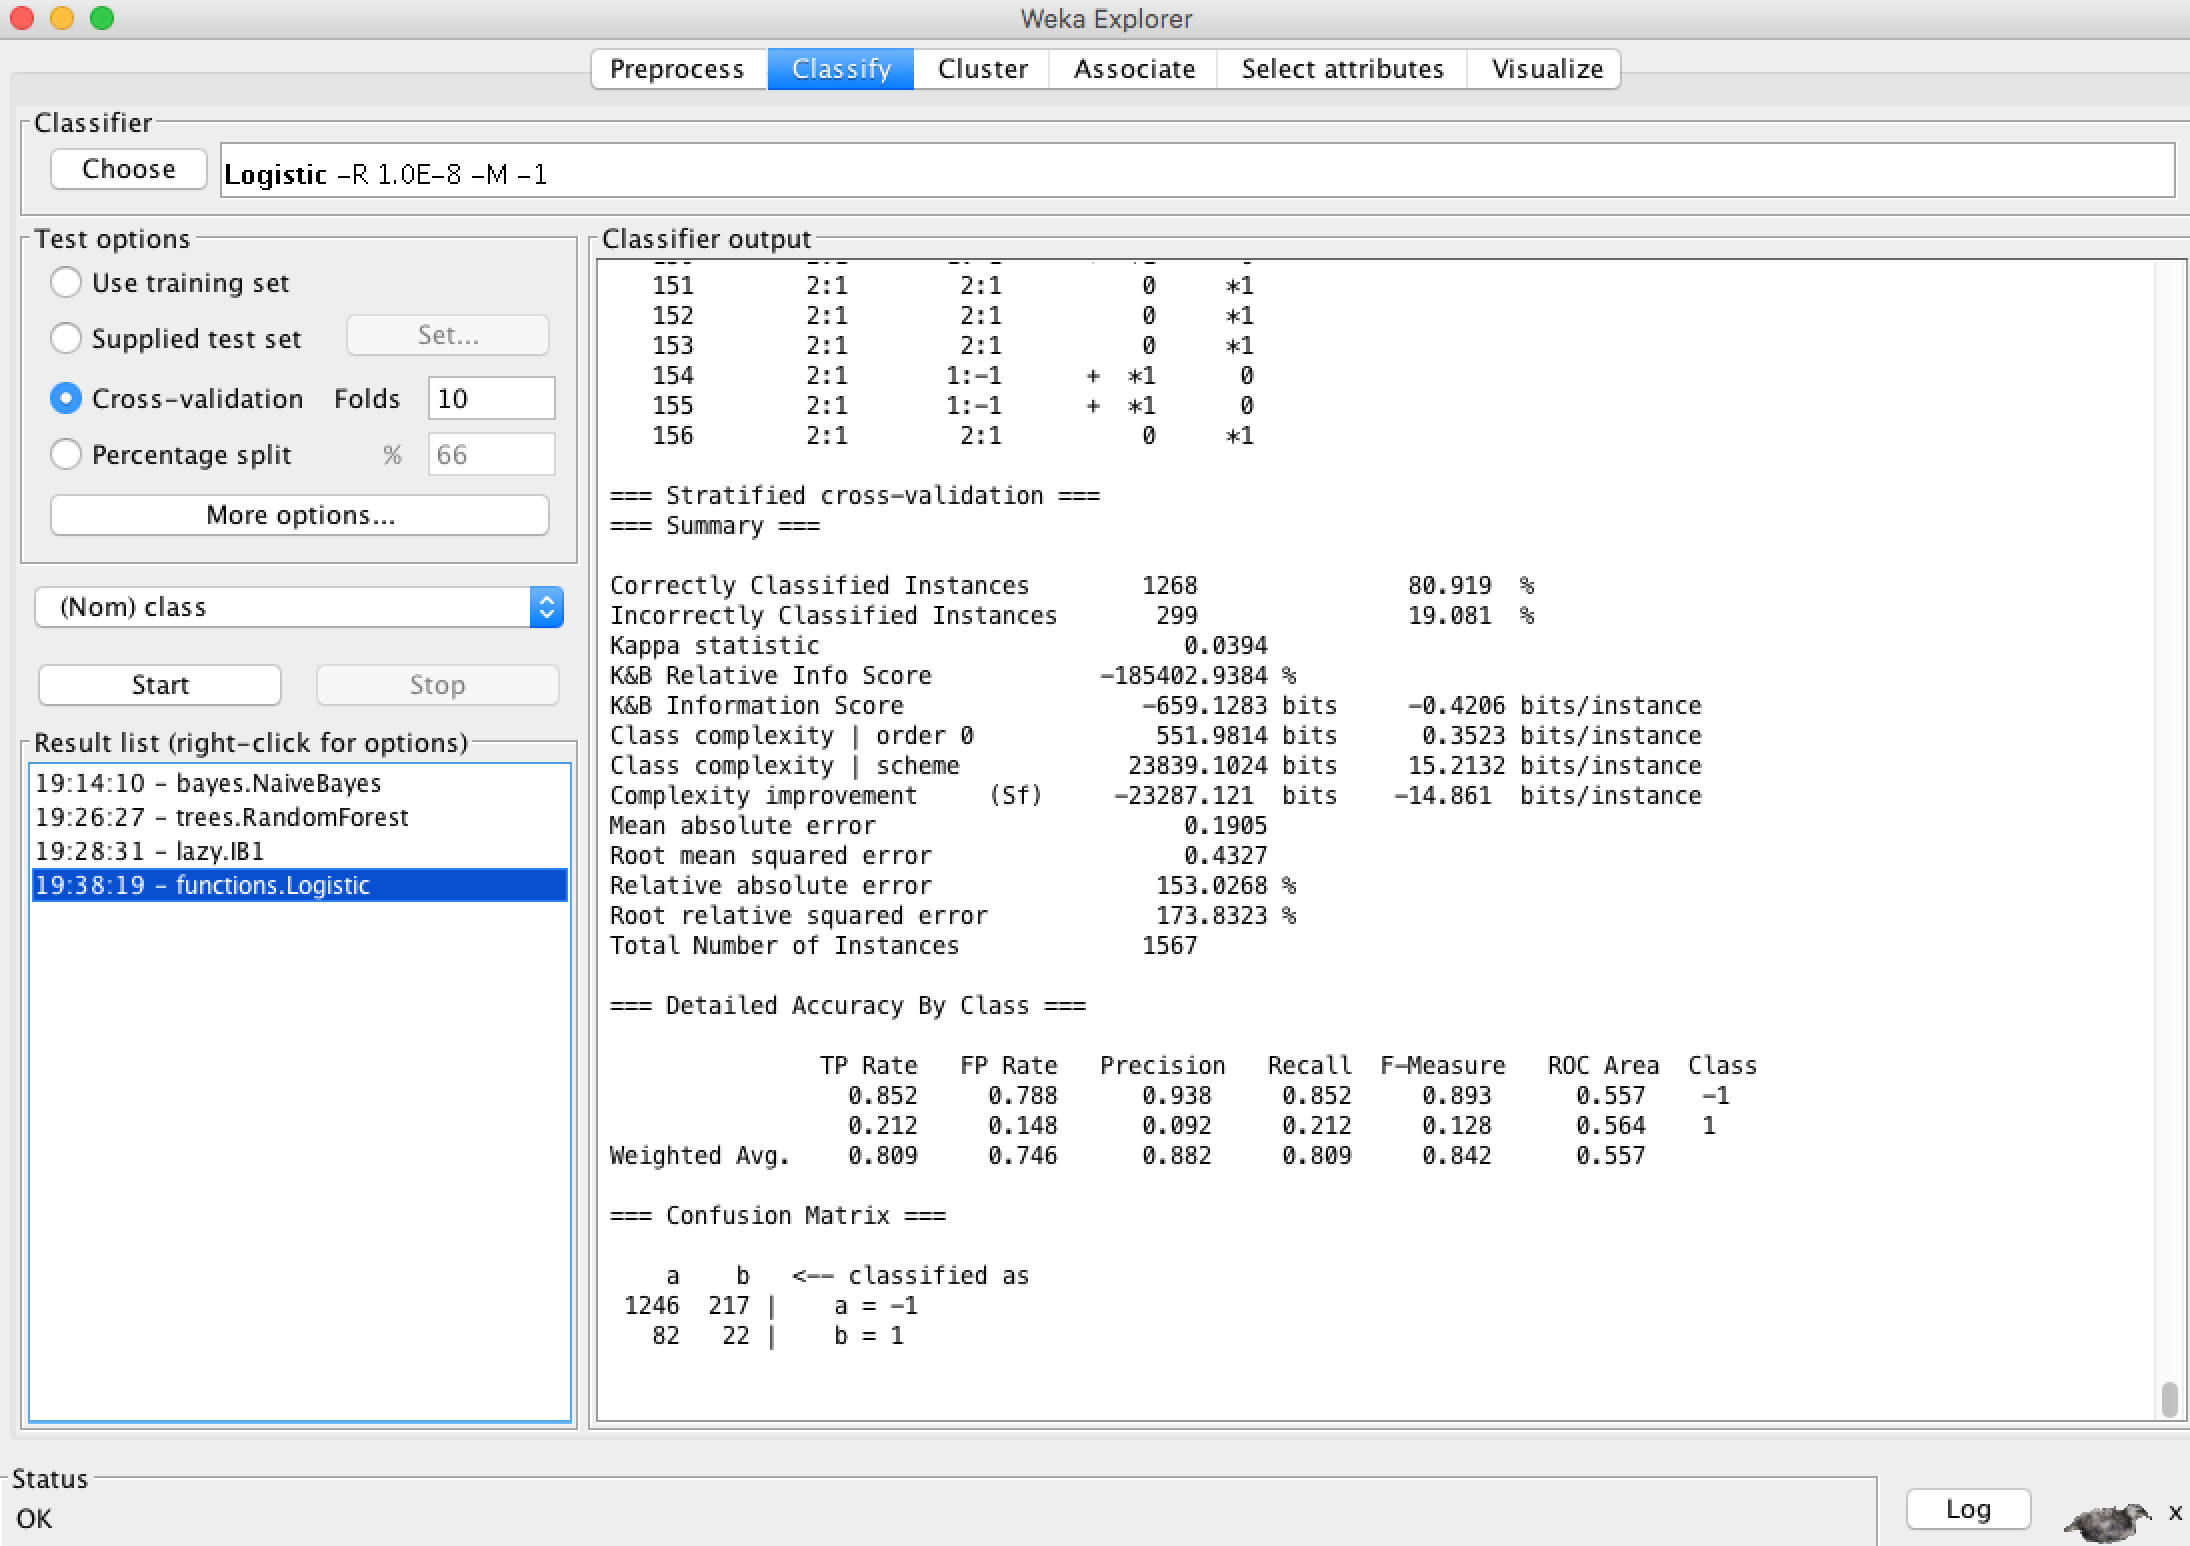 Weka Explorer
Preprocess Classify Cluster Associate Select attributes Visualize
Classifier
Choose Logistic -R 1.0E-8 -M -1
Test options
Use training set
Supplied test set Set...
Cross-validation Folds 10
Percentage split % 66
More options...
(Nom) class
Start Stop
Result list (right-click for options)
19:14:10 - bayes.NaiveBayes
19:26:27 - trees.RandomForest
19:28:31 - lazy.IB1
19:38:19 - functions.Logistic
Classifier output
151 2:1 2:1 0 *1
152 2:1 2:1 0 *1
153 2:1 2:1 0 *1
154 2:1 1:-1 + *1 0
155 2:1 1:-1 + *1 0
156 2:1 2:1 0 *1
=== Stratified cross-validation ===
=== Summary ===
Correctly Classified Instances 1268 80.919 %
Incorrectly Classified Instances 299 19.081 %
Kappa statistic 0.0394
K&B Relative Info Score -185402.9384 %
K&B Information Score -659.1283 bits -0.4206 bits/instance
Class complexity | order 0 551.9814 bits 0.3523 bits/instance
Class complexity | scheme 23839.1024 bits 15.2132 bits/instance
Complexity improvement (Sf) -23287.121 bits -14.861 bits/instance
Mean absolute error 0.1905
Root mean squared error 0.4327
Relative absolute error 153.0268 %
Root relative squared error 173.8323 %
Total Number of Instances 1567
=== Detailed Accuracy By Class ===
TP Rate FP Rate Precision Recall F-Measure ROC Area Class
0.852 0.788 0.938 0.852 0.893 0.557 -1
0.212 0.148 0.092 0.212 0.128 0.564 1
Weighted Avg. 0.809 0.746 0.882 0.809 0.842 0.557
=== Confusion Matrix ===
a b <-- classified as
1246 217 | a = -1
82 22 | b = 1
Status
OK
Log x